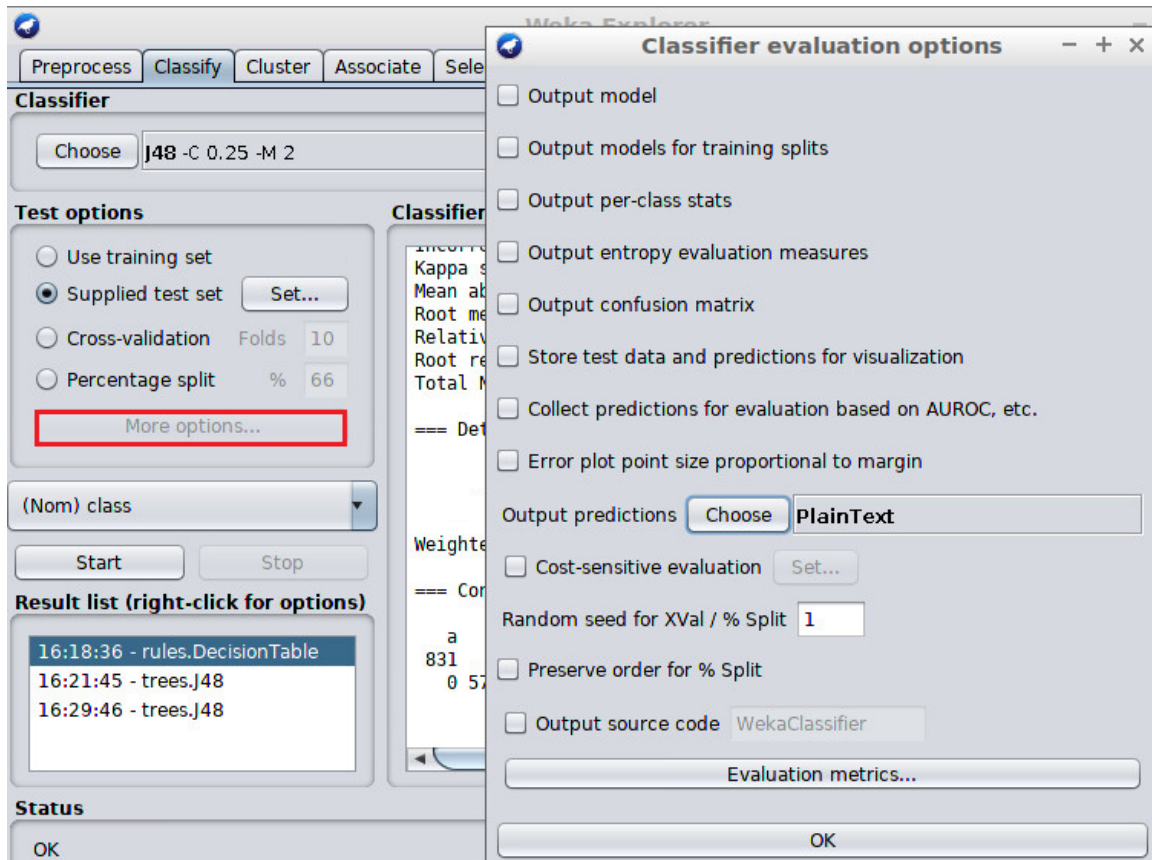 Weka Explorer
Preprocess Classify Cluster Associate Sele
Classifier
Choose J48 -C 0.25 -M 2
Test options
Use training set
Supplied test set Set...
Cross-validation Folds 10
Percentage split % 66
More options...
(Nom) class
Start Stop
Result list (right-click for options)
16:18:36 - rules.DecisionTable
16:21:45 - trees.J48
16:29:46 - trees.J48
Status
OK
Classifier
Kappa s
Mean ab
Root me
Relativ
Root re
Total N
=== Det
Weighte
=== Con
a
831
0 57
Classifier evaluation options
Output model
Output models for training splits
Output per-class stats
Output entropy evaluation measures
Output confusion matrix
Store test data and predictions for visualization
Collect predictions for evaluation based on AUROC, etc.
Error plot point size proportional to margin
Output predictions Choose PlainText
Cost-sensitive evaluation Set...
Random seed for XVal / % Split 1
Preserve order for % Split
Output source code WekaClassifier
Evaluation metrics...
OK